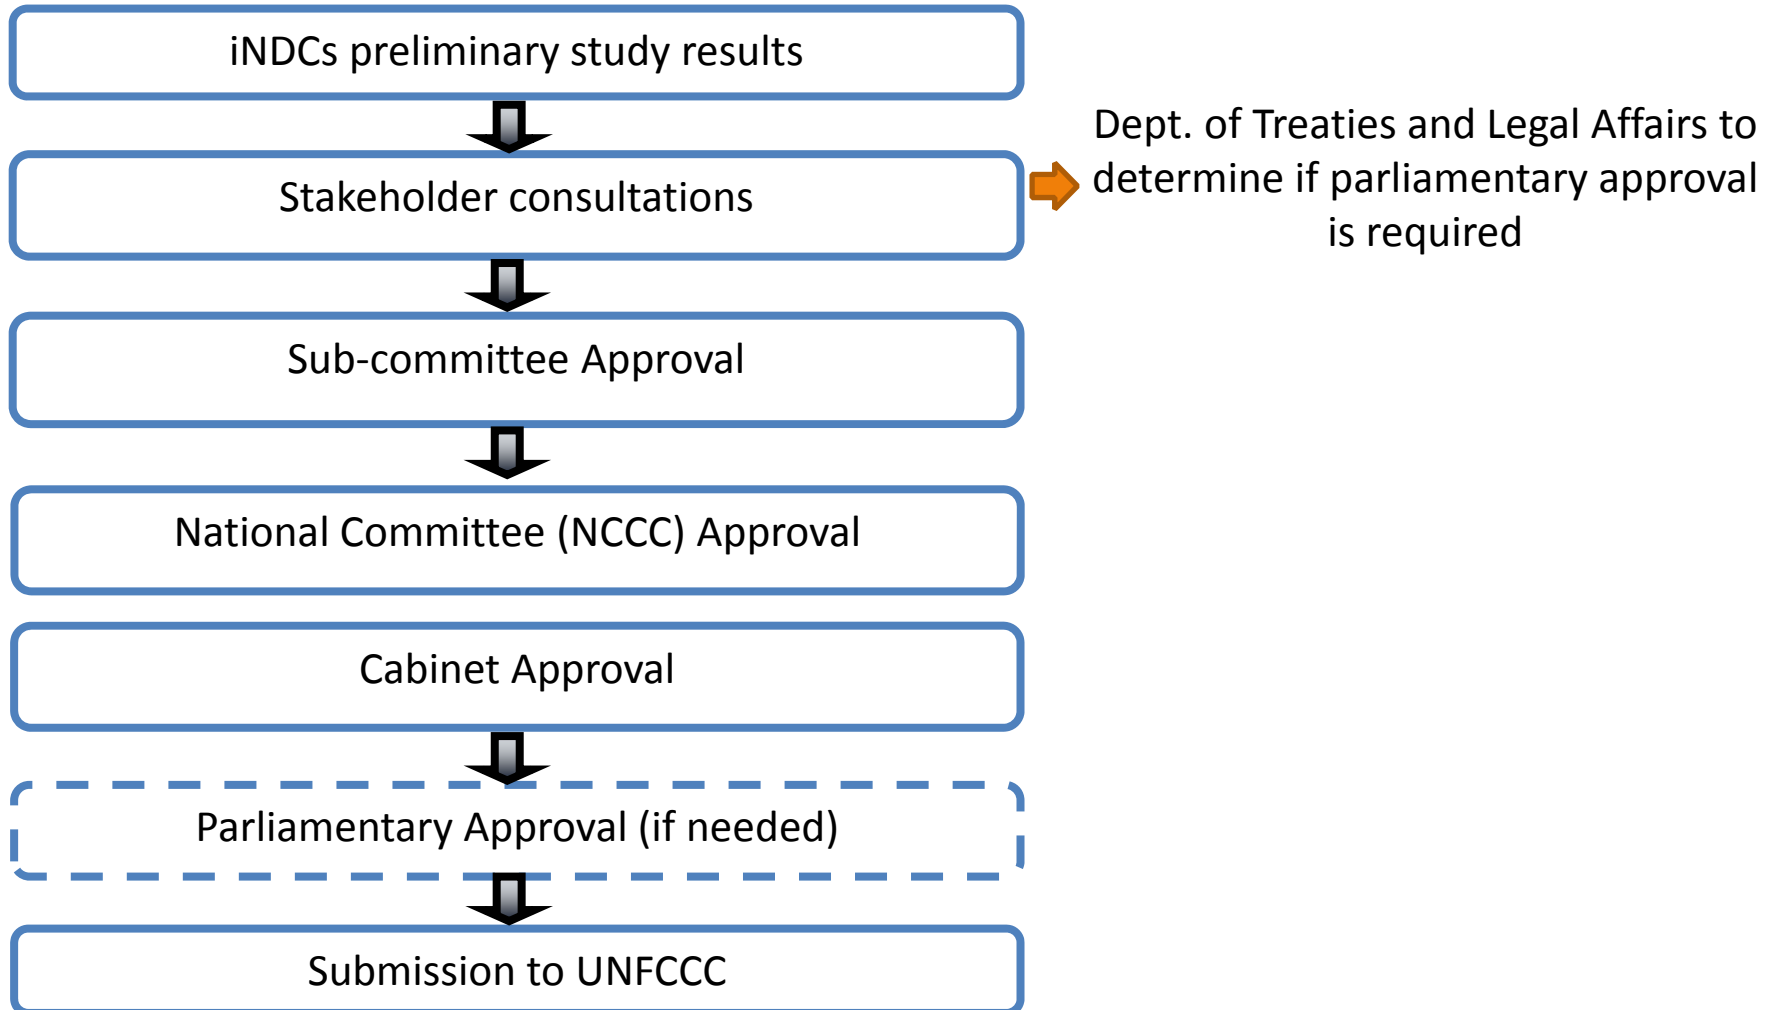 iNDCs preliminary study results
Stakeholder consultations
Dept. of Treaties and Legal Affairs to
determine if parliamentary approval
is required
Sub-committee Approval
National Committee (NCCC) Approval
Cabinet Approval
Parliamentary Approval (if needed)
Submission to UNFCCC